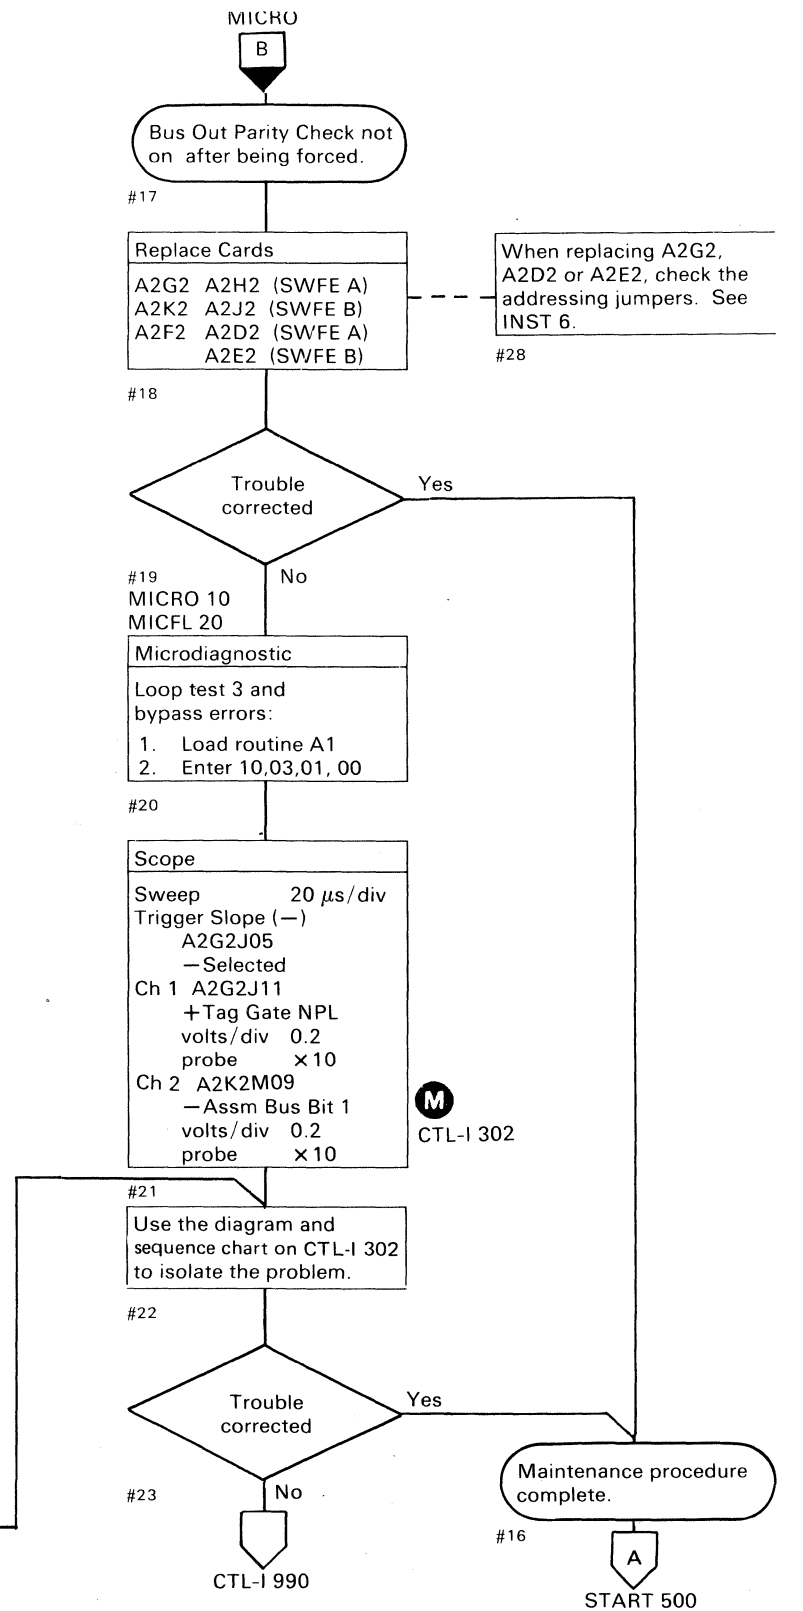 MICRO
B
Bus Out Parity Check not
on after being forced.
#17
Replace Cards
A2G2 A2H2 (SWFE A)
A2K2 A2J2 (SWFE B)
A2F2 A2D2 (SWFE A)
A2E2 (SWFE B)
#18
When replacing A2G2,
A2D2 or A2E2, check the
addressing jumpers. See
INST 6.
#28
Trouble
corrected
Yes
No
#19
MICRO 10
MICFL 20
Microdiagnostic
Loop test 3 and
bypass errors:
1. Load routine A1
2. Enter 10,03,01, 00
#20
Scope
Sweep 20 μs/div
Trigger Slope (—)
A2G2J05
—Selected
Ch 1 A2G2J11
+Tag Gate NPL
volts/div 0.2
probe ×10
Ch 2 A2K2M09
—Assm Bus Bit 1
volts/div 0.2
probe ×10
M
CTL-I 302
#21
Use the diagram and
sequence chart on CTL-I 302
to isolate the problem.
#22
Trouble
corrected
Yes
No
#23
CTL-I 990
Maintenance procedure
complete.
#16
A
START 500